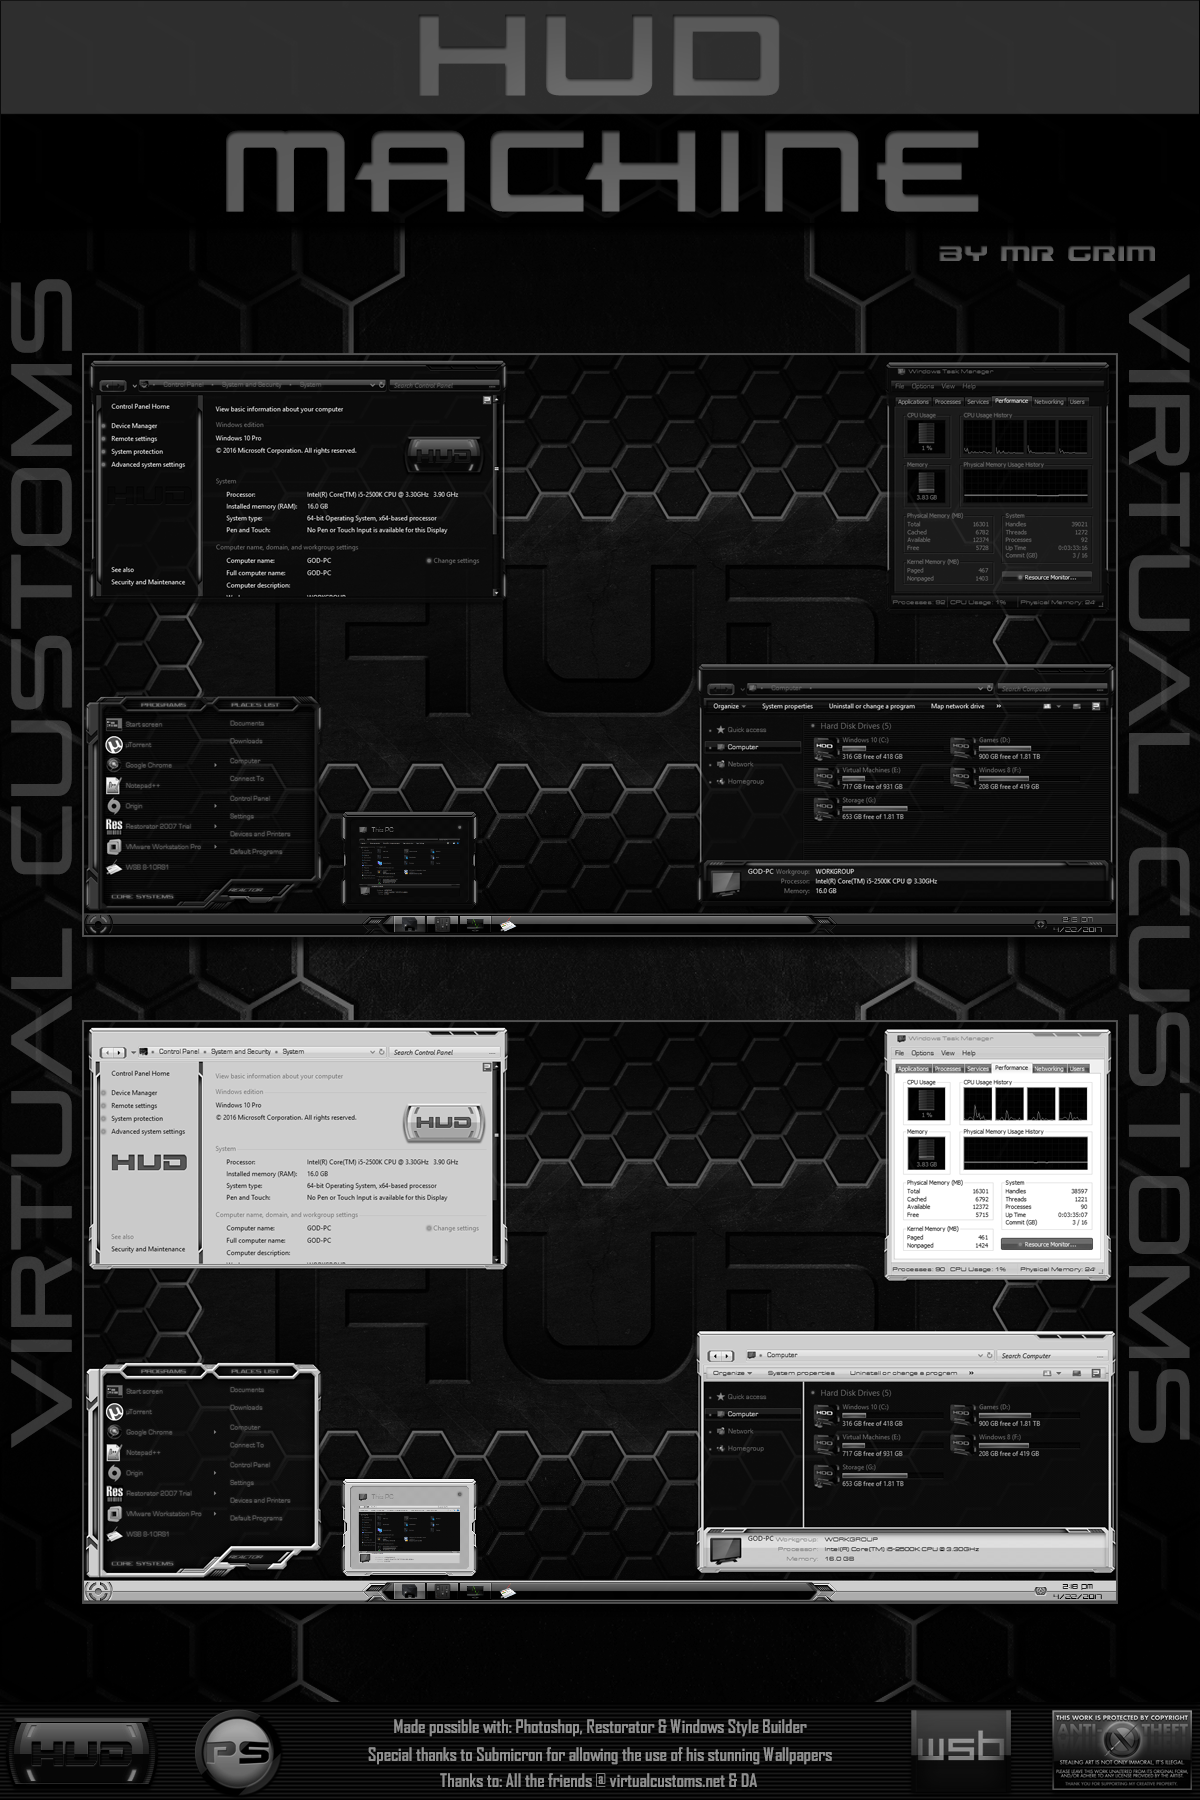 HUD
MACHINE
BY MR GRIM
VIRTUAL CUSTOMS
VIRTUAL CUSTOMS
Control Panel System and Security System
Search Control Panel
Control Panel Home
Device Manager
Remote settings
System protection
Advanced system settings
HUD
See also
Security and Maintenance
View basic information about your computer
Windows edition
Windows 10 Pro
© 2016 Microsoft Corporation. All rights reserved.
HUD
System
Processor: Intel(R) Core(TM) i5-2500K CPU @ 3.30GHz 3.90 GHz
Installed memory (RAM): 16.0 GB
System type: 64-bit Operating System, x64-based processor
Pen and Touch: No Pen or Touch Input is available for this Display
Computer name, domain, and workgroup settings
Computer name: GOD-PC
Change settings
Full computer name: GOD-PC
Computer description:
Windows Task Manager
File Options View Help
Applications Processes Services Performance Networking Users
CPU Usage
CPU Usage History
1 %
Memory
Physical Memory Usage History
3.83 GB
Physical Memory (MB)
Total 16301
Cached 6782
Available 12374
Free 5728
System
Handles 39021
Threads 1272
Processes 92
Up Time 0:03:33:16
Commit (GB) 3 / 16
Kernel Memory (MB)
Paged 467
Nonpaged 1403
Resource Monitor...
Processes: 92 CPU Usage: 1% Physical Memory: 24
HUD
PROGRAMS
PLACES LIST
Start screen
µTorrent
Google Chrome
Notepad++
Origin
Restorator 2007 Trial
VMware Workstation Pro
WSB 8-10RS1
Documents
Downloads
Computer
Connect To
Control Panel
Settings
Devices and Printers
Default Programs
CORE SYSTEMS
REACTOR
This PC
Computer
Search Computer
Organize System properties Uninstall or change a program Map network drive »
Quick access
Computer
Network
Homegroup
Hard Disk Drives (5)
Windows 10 (C:)
316 GB free of 418 GB
Games (D:)
900 GB free of 1.81 TB
Virtual Machines (E:)
717 GB free of 931 GB
Windows 8 (F:)
208 GB free of 419 GB
Storage (G:)
653 GB free of 1.81 TB
GOD-PC Workgroup: WORKGROUP
Processor: Intel(R) Core(TM) i5-2500K CPU @ 3.30GHz
Memory: 16.0 GB
4/22/2017
Control Panel System and Security System
Search Control Panel
Control Panel Home
Device Manager
Remote settings
System protection
Advanced system settings
HUD
See also
Security and Maintenance
View basic information about your computer
Windows edition
Windows 10 Pro
© 2016 Microsoft Corporation. All rights reserved.
HUD
System
Processor: Intel(R) Core(TM) i5-2500K CPU @ 3.30GHz 3.90 GHz
Installed memory (RAM): 16.0 GB
System type: 64-bit Operating System, x64-based processor
Pen and Touch: No Pen or Touch Input is available for this Display
Computer name, domain, and workgroup settings
Computer name: GOD-PC
Change settings
Full computer name: GOD-PC
Computer description:
Windows Task Manager
File Options View Help
Applications Processes Services Performance Networking Users
CPU Usage
CPU Usage History
1 %
Memory
Physical Memory Usage History
3.83 GB
Physical Memory (MB)
Total 16301
Cached 6792
Available 12372
Free 5715
System
Handles 38597
Threads 1221
Processes 90
Up Time 0:03:35:07
Commit (GB) 3 / 16
Kernel Memory (MB)
Paged 461
Nonpaged 1424
Resource Monitor...
Processes: 90 CPU Usage: 1% Physical Memory: 24
HUD
PROGRAMS
PLACES LIST
Start screen
µTorrent
Google Chrome
Notepad++
Origin
Restorator 2007 Trial
VMware Workstation Pro
WSB 8-10RS1
Documents
Downloads
Computer
Connect To
Control Panel
Settings
Devices and Printers
Default Programs
CORE SYSTEMS
REACTOR
This PC
Computer
Search Computer
Organize System properties Uninstall or change a program »
Quick access
Computer
Network
Homegroup
Hard Disk Drives (5)
Windows 10 (C:)
316 GB free of 418 GB
Games (D:)
900 GB free of 1.81 TB
Virtual Machines (E:)
717 GB free of 931 GB
Windows 8 (F:)
208 GB free of 419 GB
Storage (G:)
653 GB free of 1.81 TB
GOD-PC Workgroup: WORKGROUP
Processor: Intel(R) Core(TM) i5-2500K CPU @ 3.30GHz
Memory: 16.0 GB
2:18 PM
4/22/2017
HUD
PS
Made possible with: Photoshop, Restorator & Windows Style Builder
Special thanks to Submicron for allowing the use of his stunning Wallpapers
Thanks to: All the friends @ virtualcustoms.net & DA
wsb
THIS WORK IS PROTECTED BY COPYRIGHT
ANTI-THEFT
STEALING ART IS NOT ONLY IMMORAL, IT'S ILLEGAL.
PLEASE LEAVE THIS WORK UNALTERED FROM ITS ORIGINAL FORM,
AND/OR ADHERE TO ANY LICENSE PROVIDED BY THE ARTIST.
THANK YOU FOR SUPPORTING MY CREATIVE PROPERTY.